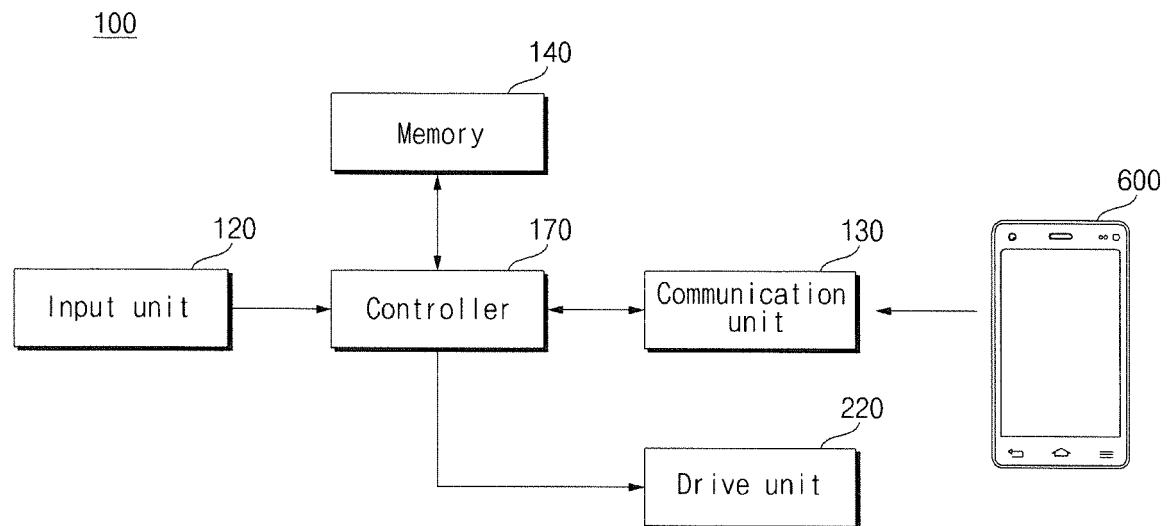 100
140
Memory
600
120
170
130
Input unit
Controller
Communication
unit
220
Drive unit